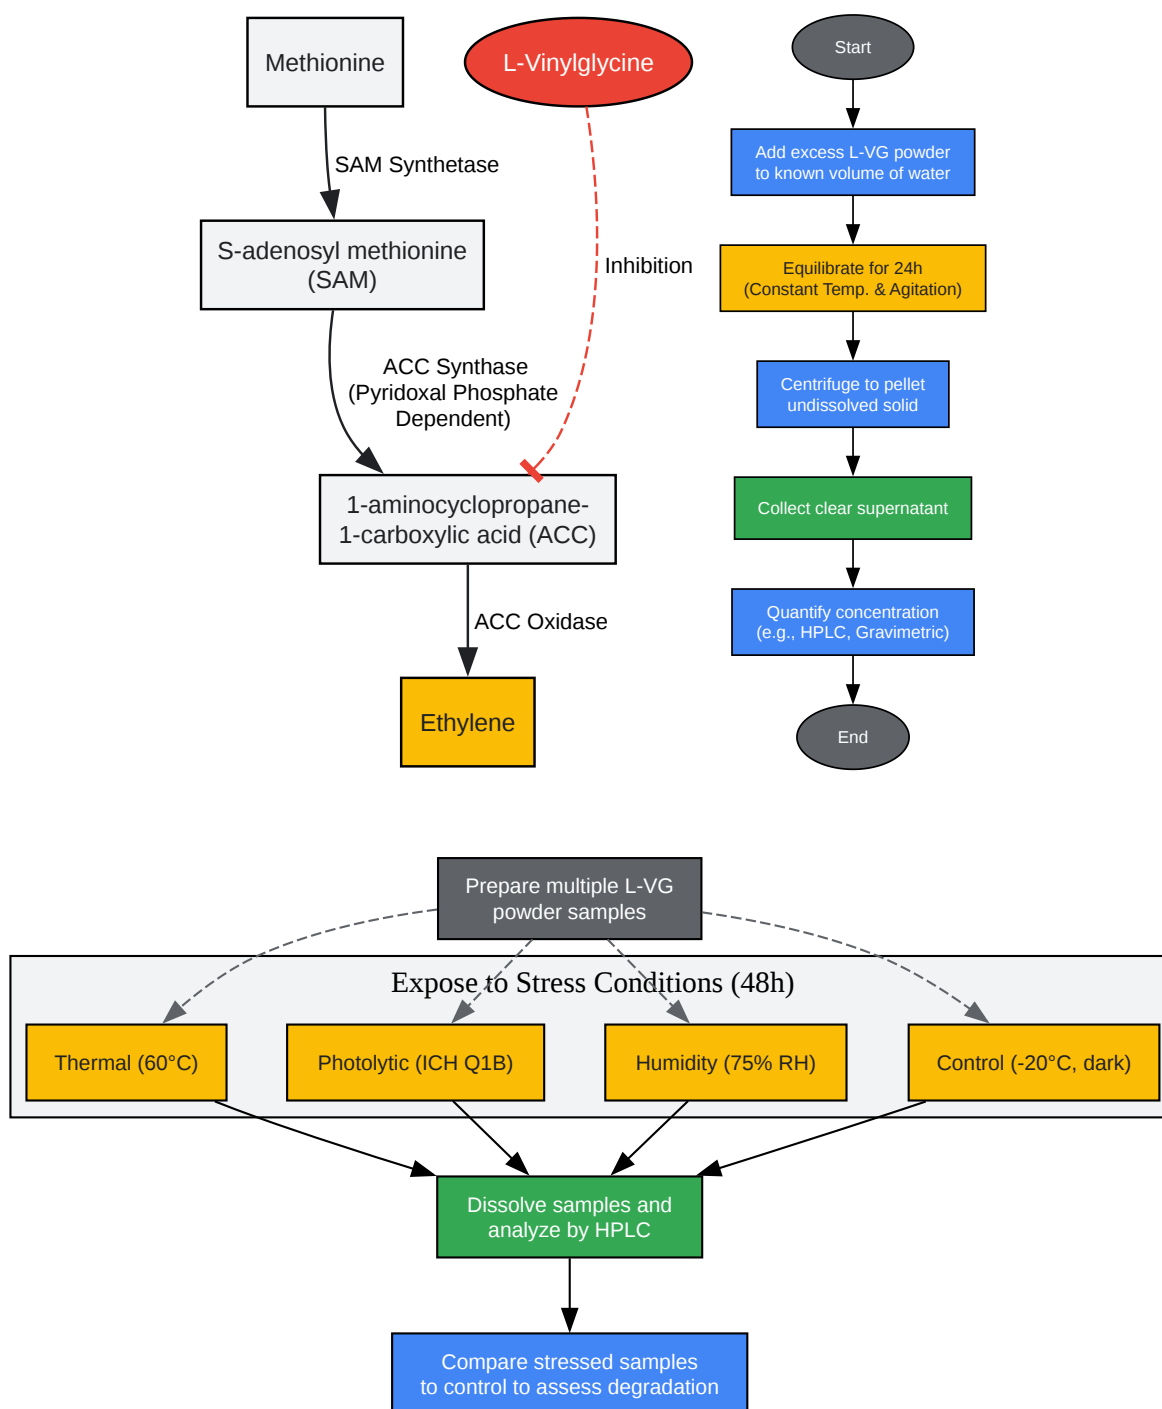 Methionine
L-Vinylglycine
SAM Synthetase
S-adenosyl methionine
(SAM)
Inhibition
ACC Synthase
(Pyridoxal Phosphate
Dependent)
1-aminocyclopropane-
1-carboxylic acid (ACC)
ACC Oxidase
Ethylene
Start
Add excess L-VG powder
to known volume of water
Equilibrate for 24h
(Constant Temp. & Agitation)
Centrifuge to pellet
undissolved solid
Collect clear supernatant
Quantify concentration
(e.g., HPLC, Gravimetric)
End
Prepare multiple L-VG
powder samples
Expose to Stress Conditions (48h)
Thermal (60°C)
Photolytic (ICH Q1B)
Humidity (75% RH)
Control (-20°C, dark)
Dissolve samples and
analyze by HPLC
Compare stressed samples
to control to assess degradation